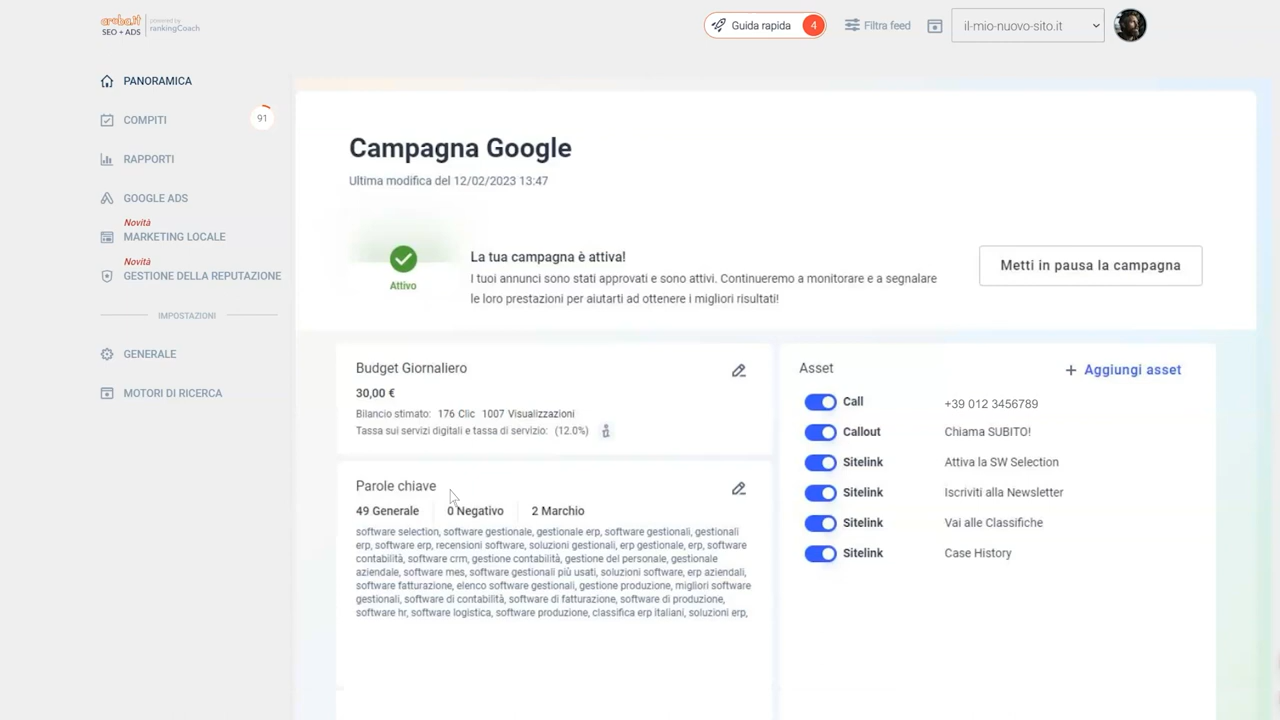 aruba.it
SEO + ADS
powered by
rankingCoach
Guida rapida
4
Filtra feed
il-mio-nuovo-sito.it
PANORAMICA
COMPITI
91
RAPPORTI
GOOGLE ADS
Novità
MARKETING LOCALE
Novità
GESTIONE DELLA REPUTAZIONE
IMPOSTAZIONI
GENERALE
MOTORI DI RICERCA
Campagna Google
Ultima modifica del 12/02/2023 13:47
Attivo
La tua campagna è attiva!
I tuoi annunci sono stati approvati e sono attivi. Continueremo a monitorare e a segnalare
le loro prestazioni per aiutarti ad ottenere i migliori risultati!
Metti in pausa la campagna
Budget Giornaliero
30,00 €
Bilancio stimato: 176 Clic 1007 Visualizzazioni
Tassa sui servizi digitali e tassa di servizio: (12.0%)
Parole chiave
49 Generale
0 Negativo
2 Marchio
software selection, software gestionale, gestionale erp, software gestionali, gestionali
erp, software erp, recensioni software, soluzioni gestionali, erp gestionale, erp, software
contabilità, software crm, gestione contabilità, gestione del personale, gestionale
aziendale, software mes, software gestionali più usati, soluzioni software, erp aziendali,
software fatturazione, elenco software gestionali, gestione produzione, migliori software
gestionali, software di contabilità, software di fatturazione, software di produzione,
software hr, software logistica, software produzione, classifica erp italiani, soluzioni erp,
Asset
+ Aggiungi asset
Call +39 012 3456789
Callout Chiama SUBITO!
Sitelink Attiva la SW Selection
Sitelink Iscriviti alla Newsletter
Sitelink Vai alle Classifiche
Sitelink Case History